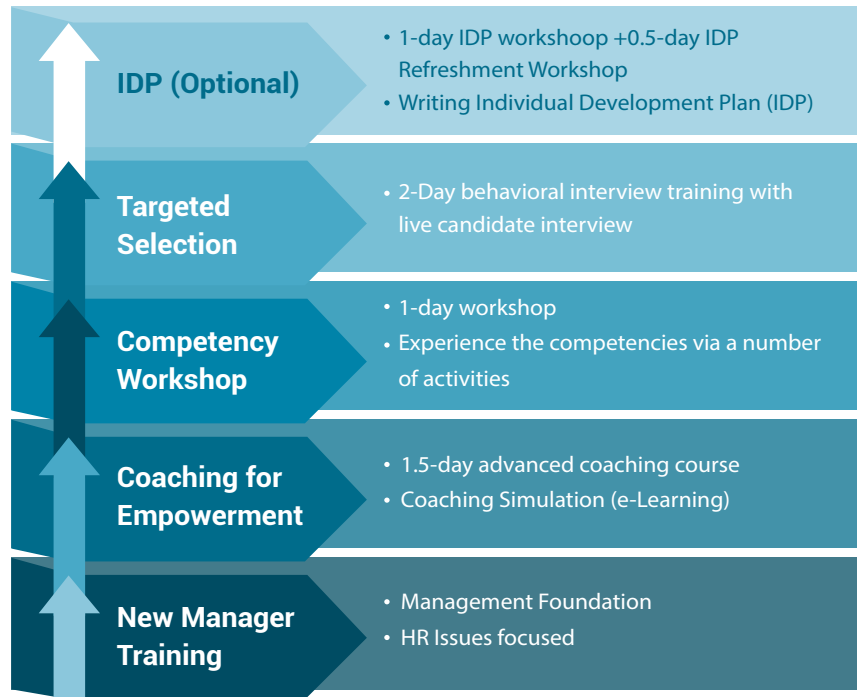 IDP (Optional)
• 1-day IDP workshoop +0.5-day IDP
Refreshment Workshop
• Writing Individual Development Plan (IDP)
Targeted
Selection
• 2-Day behavioral interview training with
live candidate interview
Competency
Workshop
• 1-day workshop
• Experience the competencies via a number
of activities
Coaching for
Empowerment
• 1.5-day advanced coaching course
• Coaching Simulation (e-Learning)
New Manager
Training
• Management Foundation
• HR Issues focused